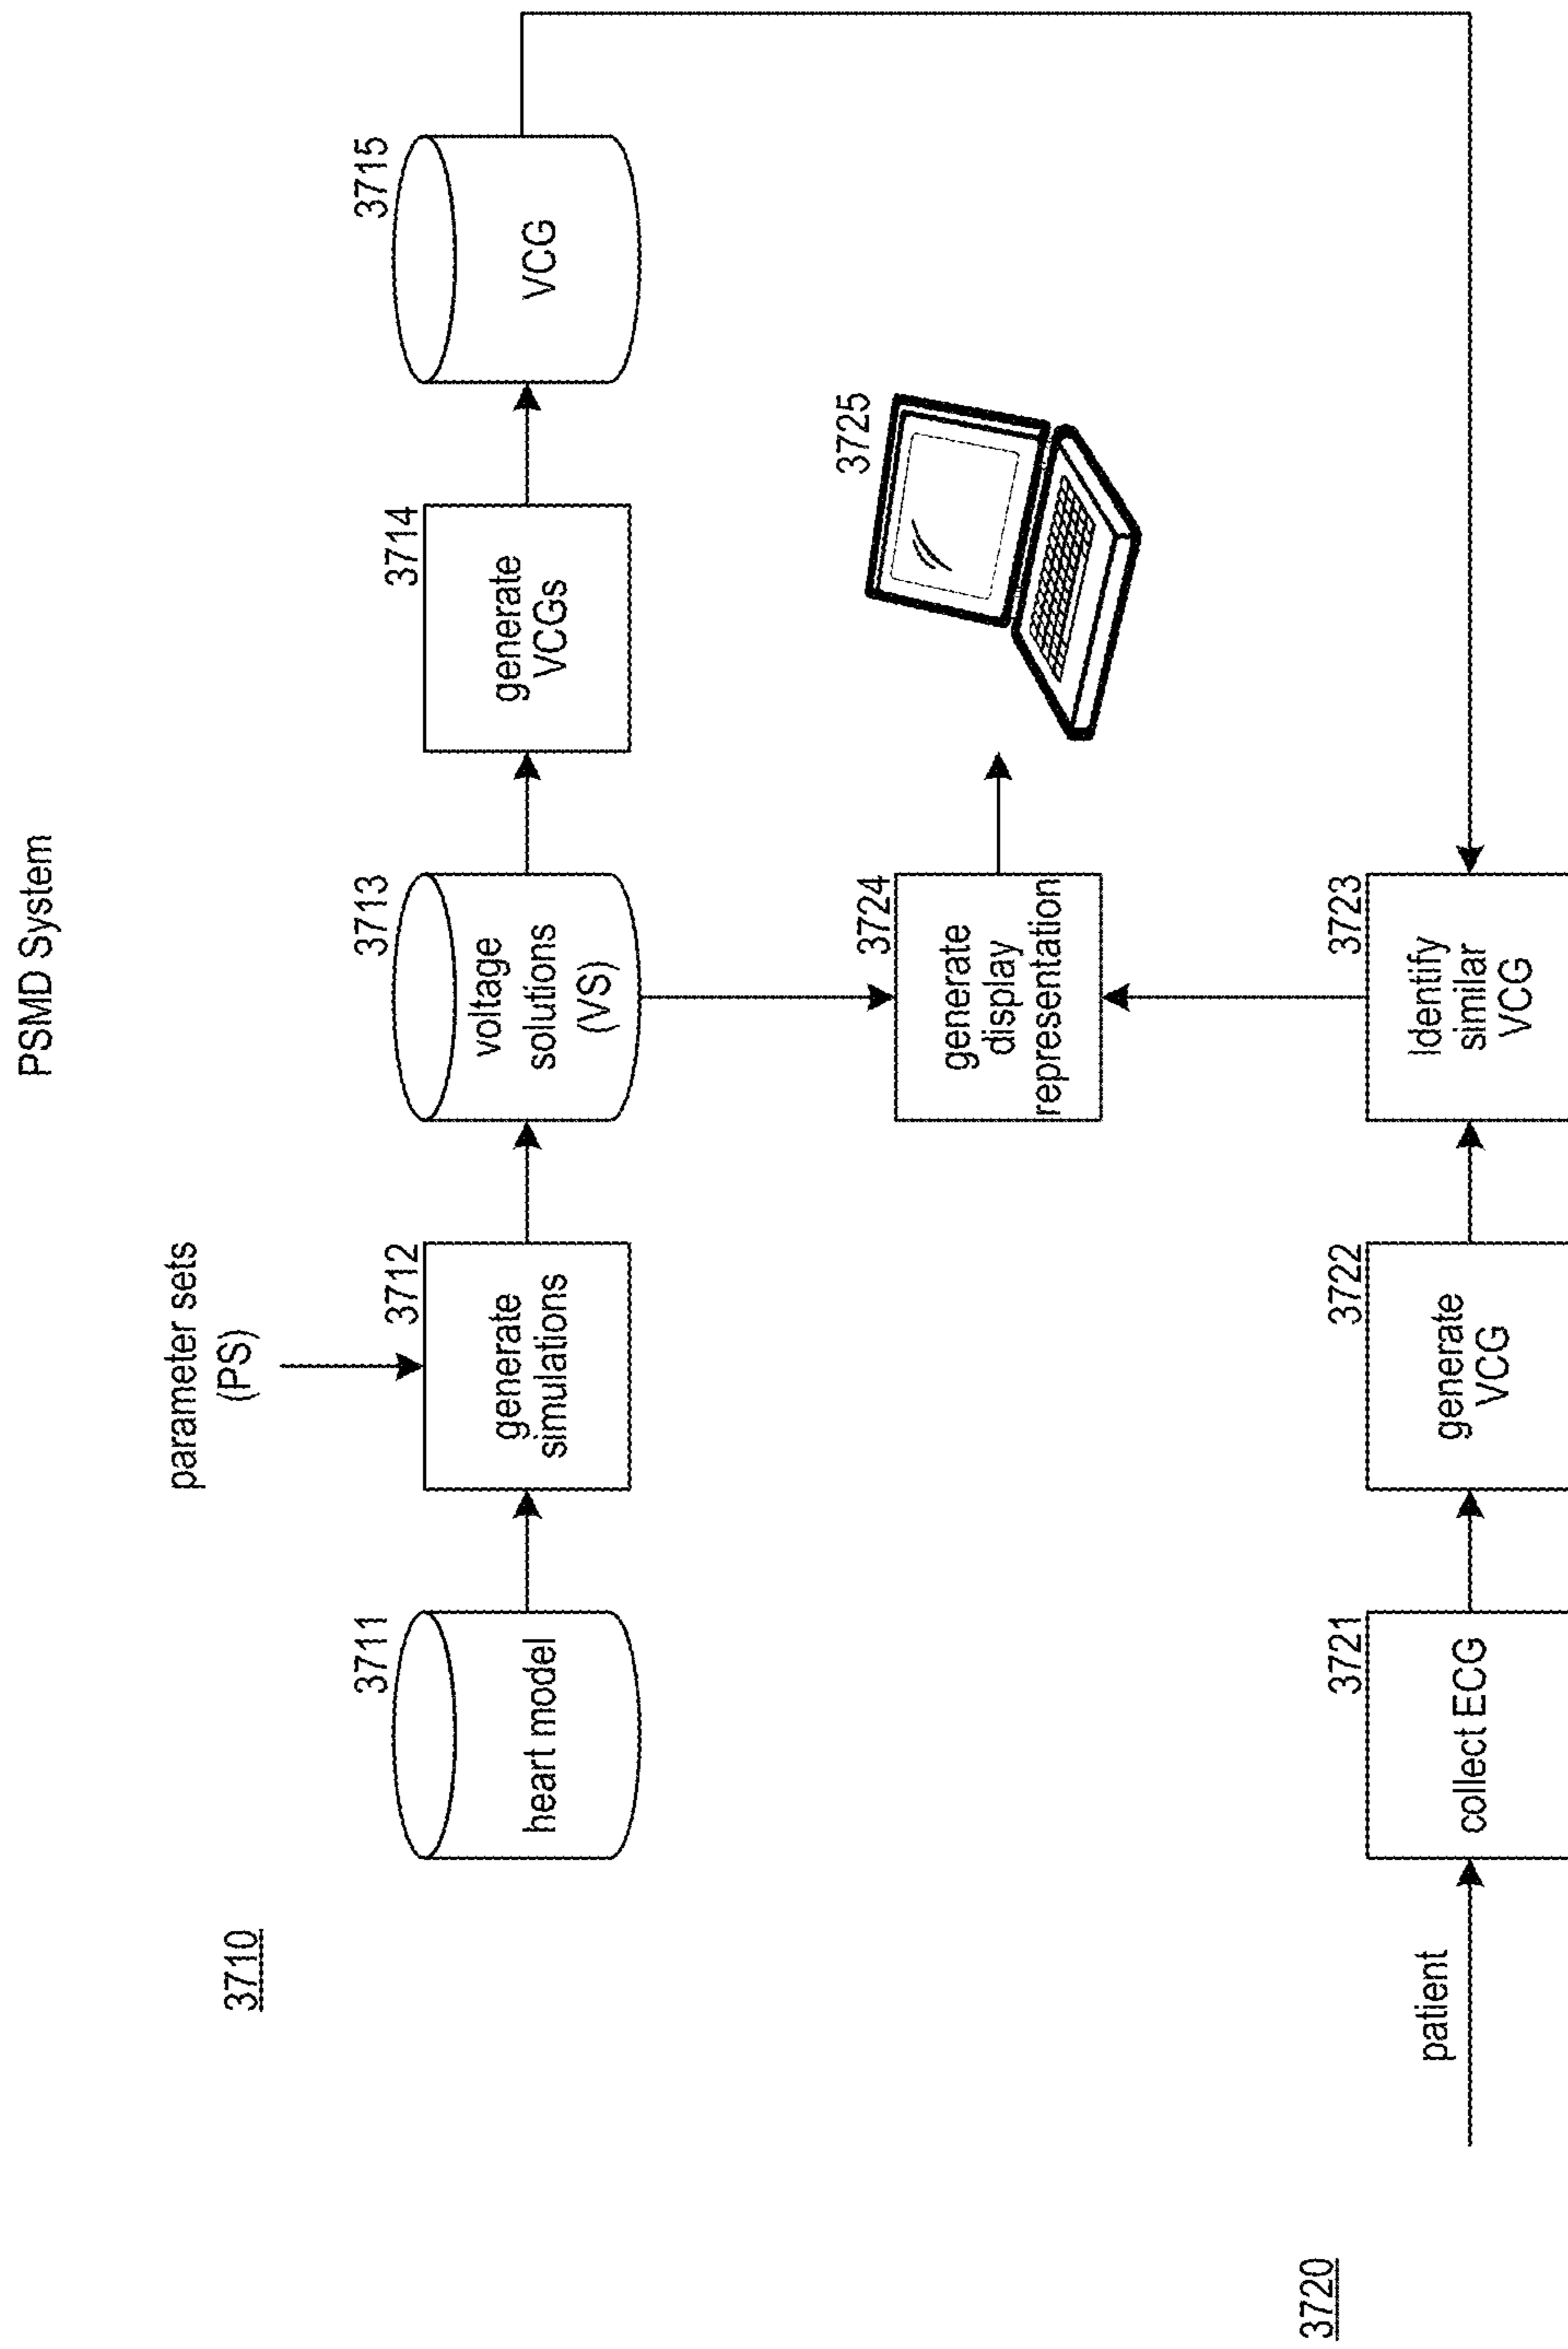 PSMD System
3710
parameter sets
(PS)
3711
heart model
3712
generate
simulations
3713
voltage
solutions
(VS)
3714
generate
VCGs
3715
VCG
3724
generate
display
representation
3725
3720
patient
3721
collect ECG
3722
generate
VCG
3723
Identify
similar
VCG